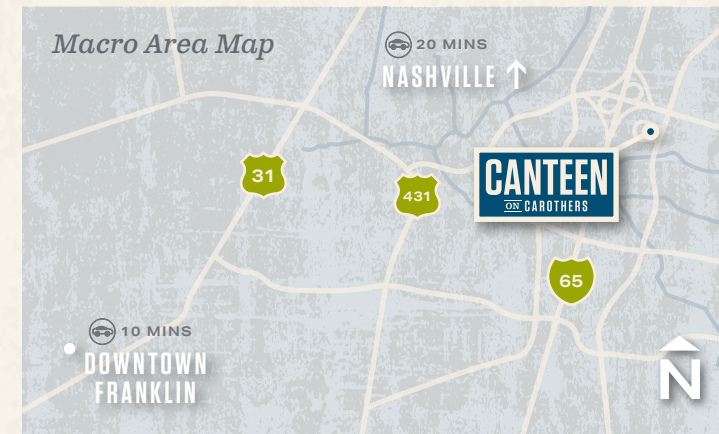 Macro Area Map
20 MINS
NASHVILLE
31
431
CANTEEN
ON CAROTHERS
65
10 MINS
DOWNTOWN
FRANKLIN
N